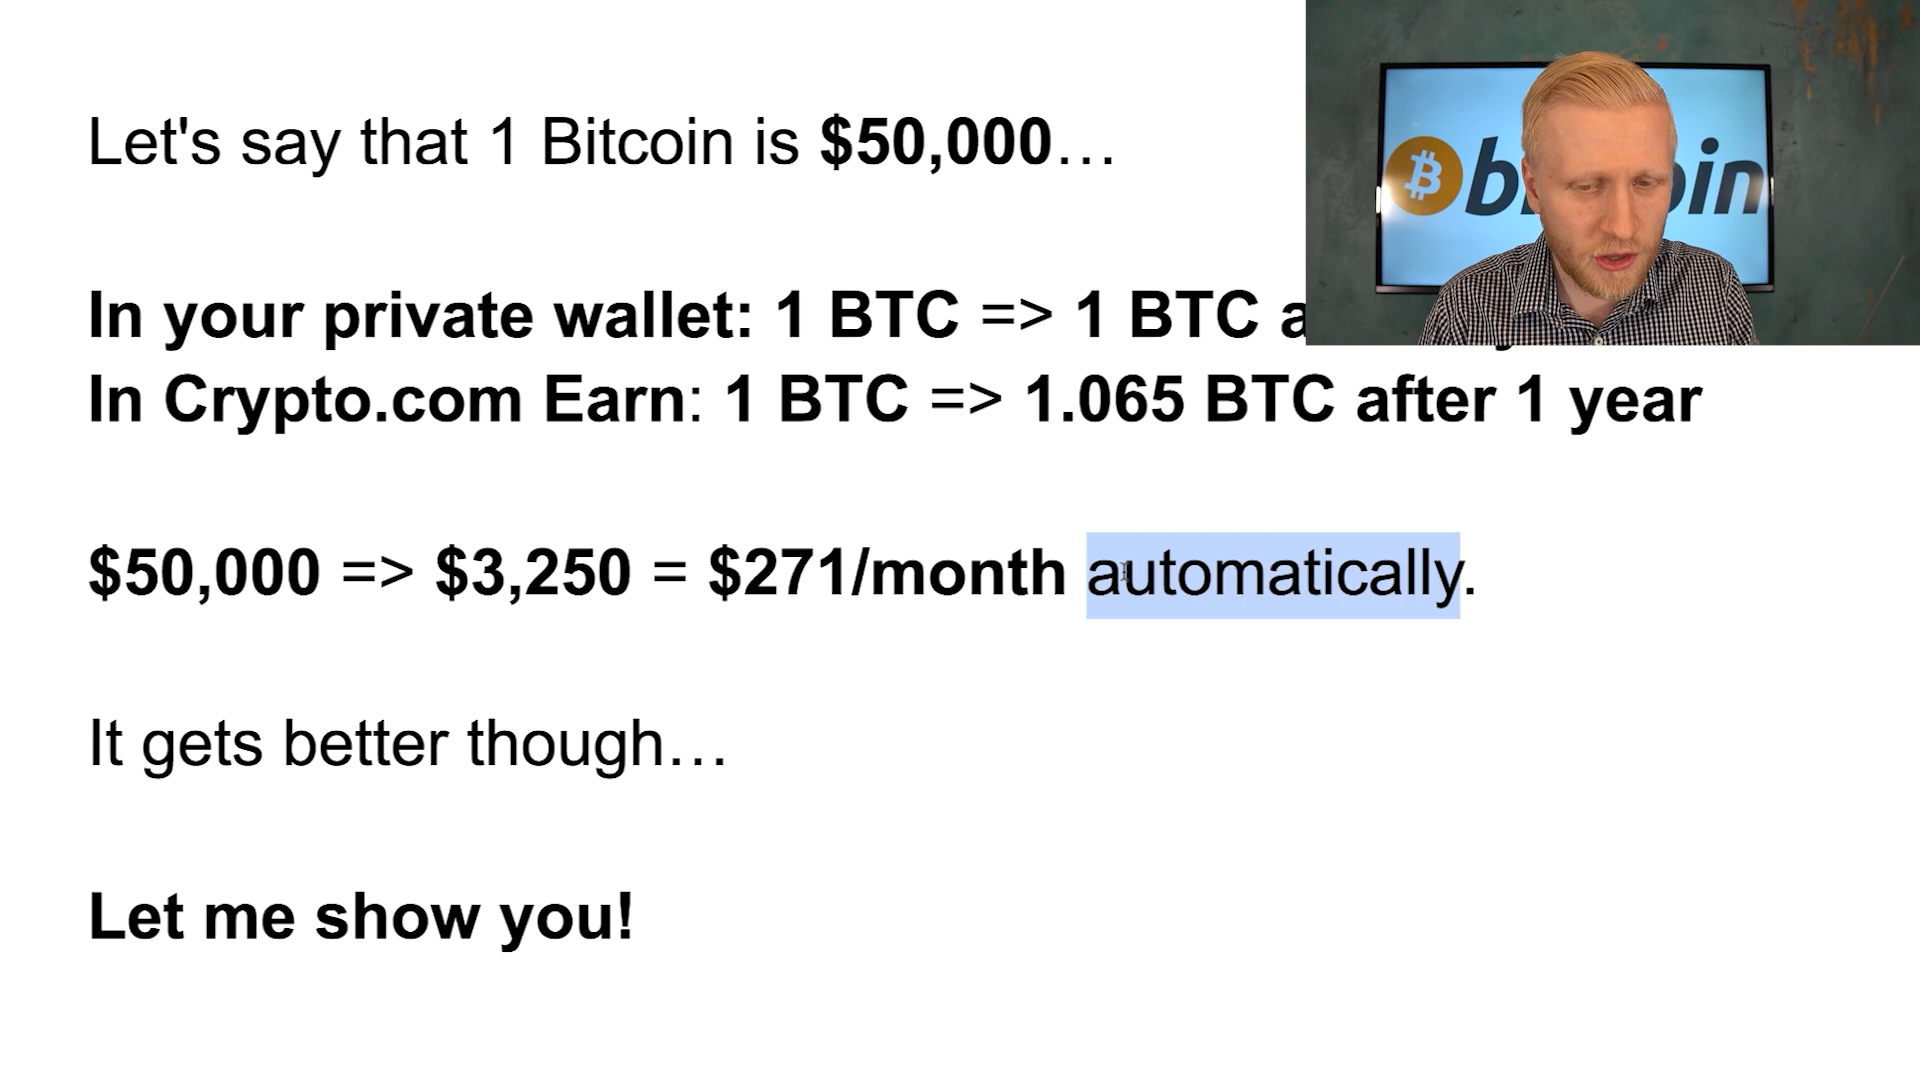 Let's say that 1 Bitcoin is $50,000…
In your private wallet: 1 BTC => 1 BTC
In Crypto.com Earn: 1 BTC => 1.065 BTC after 1 year
$50,000 => $3,250 = $271/month automatically.
It gets better though…
Let me show you!